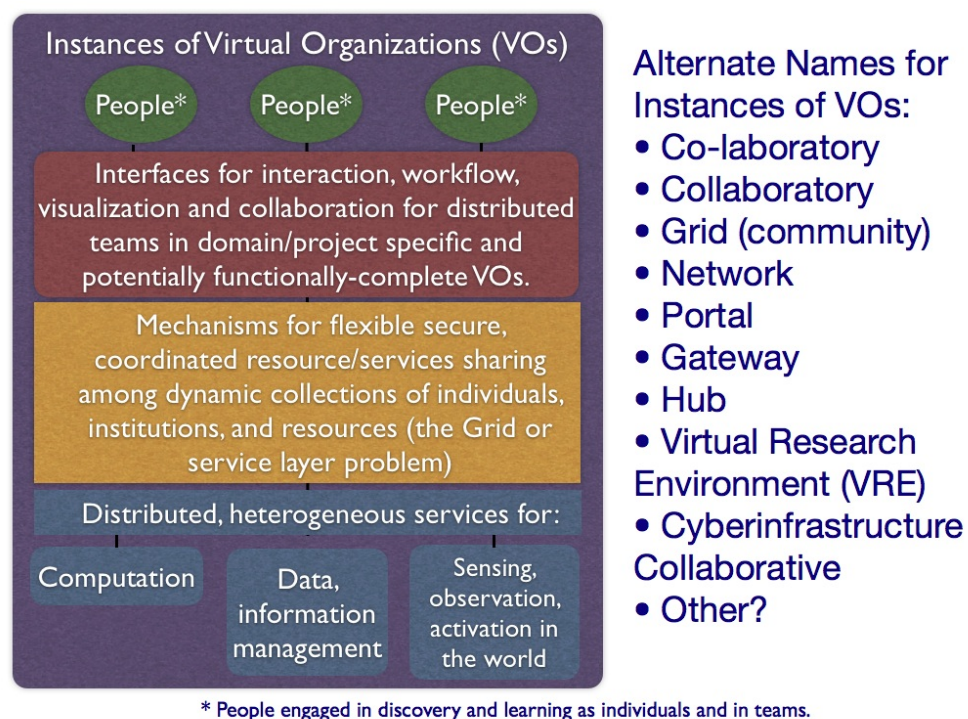 Instances of Virtual Organizations (VOs)
People*
People*
People*
Interfaces for interaction, workflow,
visualization and collaboration for distributed
teams in domain/project specific and
potentially functionally-complete VOs.
Mechanisms for flexible secure,
coordinated resource/services sharing
among dynamic collections of individuals,
institutions, and resources (the Grid or
service layer problem)
Distributed, heterogeneous services for:
Computation
Data,
information
management
Sensing,
observation,
activation in
the world
Alternate Names for
Instances of VOs:
• Co-laboratory
• Collaboratory
• Grid (community)
• Network
• Portal
• Gateway
• Hub
• Virtual Research
Environment (VRE)
• Cyberinfrastructure
Collaborative
• Other?
* People engaged in discovery and learning as individuals and in teams.